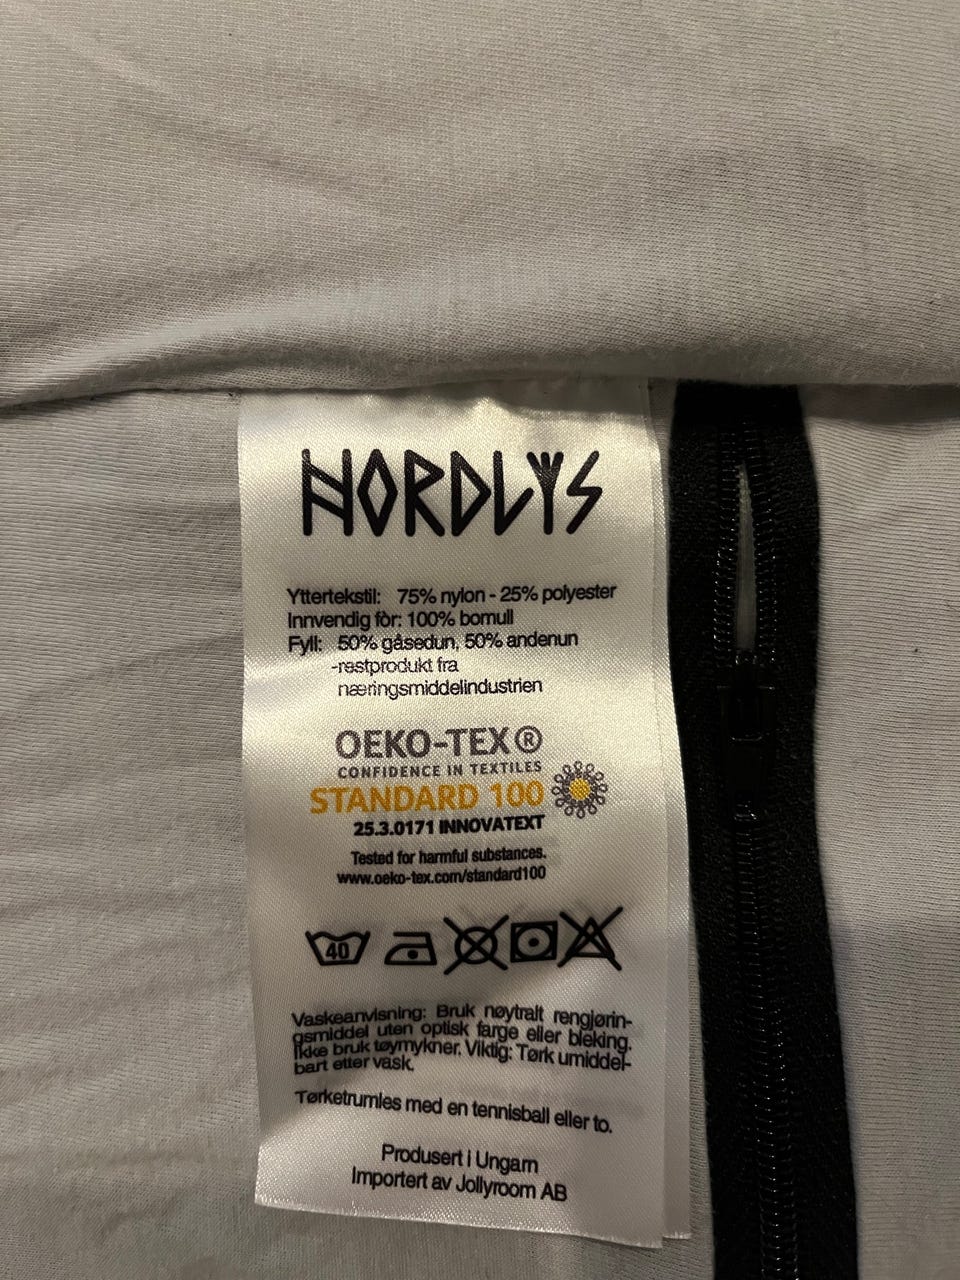 NORDLYS
Yttertekstil: 75% nylon - 25% polyester
Innvendig fòr: 100% bomull
Fyll: 50% gåsedun, 50% andenun
-restprodukt fra
næringsmiddelindustrien
OEKO-TEX®
CONFIDENCE IN TEXTILES
STANDARD 100
25.3.0171 INNOVATEXT
Tested for harmful substances.
www.oeko-tex.com/standard100
40
Vaskeanvisning: Bruk nøytralt rengjørin-
gsmiddel uten optisk farge eller bleking.
Ikke bruk tøymykner. Viktig: Tørk umiddel-
bart etter vask.
Tørketrumles med en tennisball eller to.
Produsert i Ungarn
Importert av Jollyroom AB